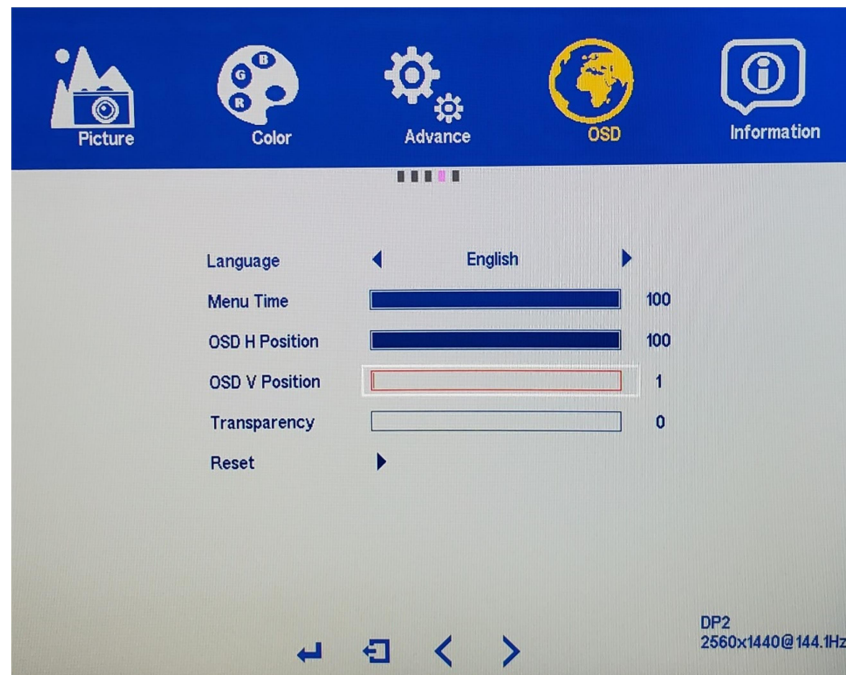 B
G
R
Picture
Color
Advance
OSD
Information
Language English
Menu Time 100
OSD H Position 100
OSD V Position 1
Transparency 0
Reset
DP2
2560x1440@144.1Hz